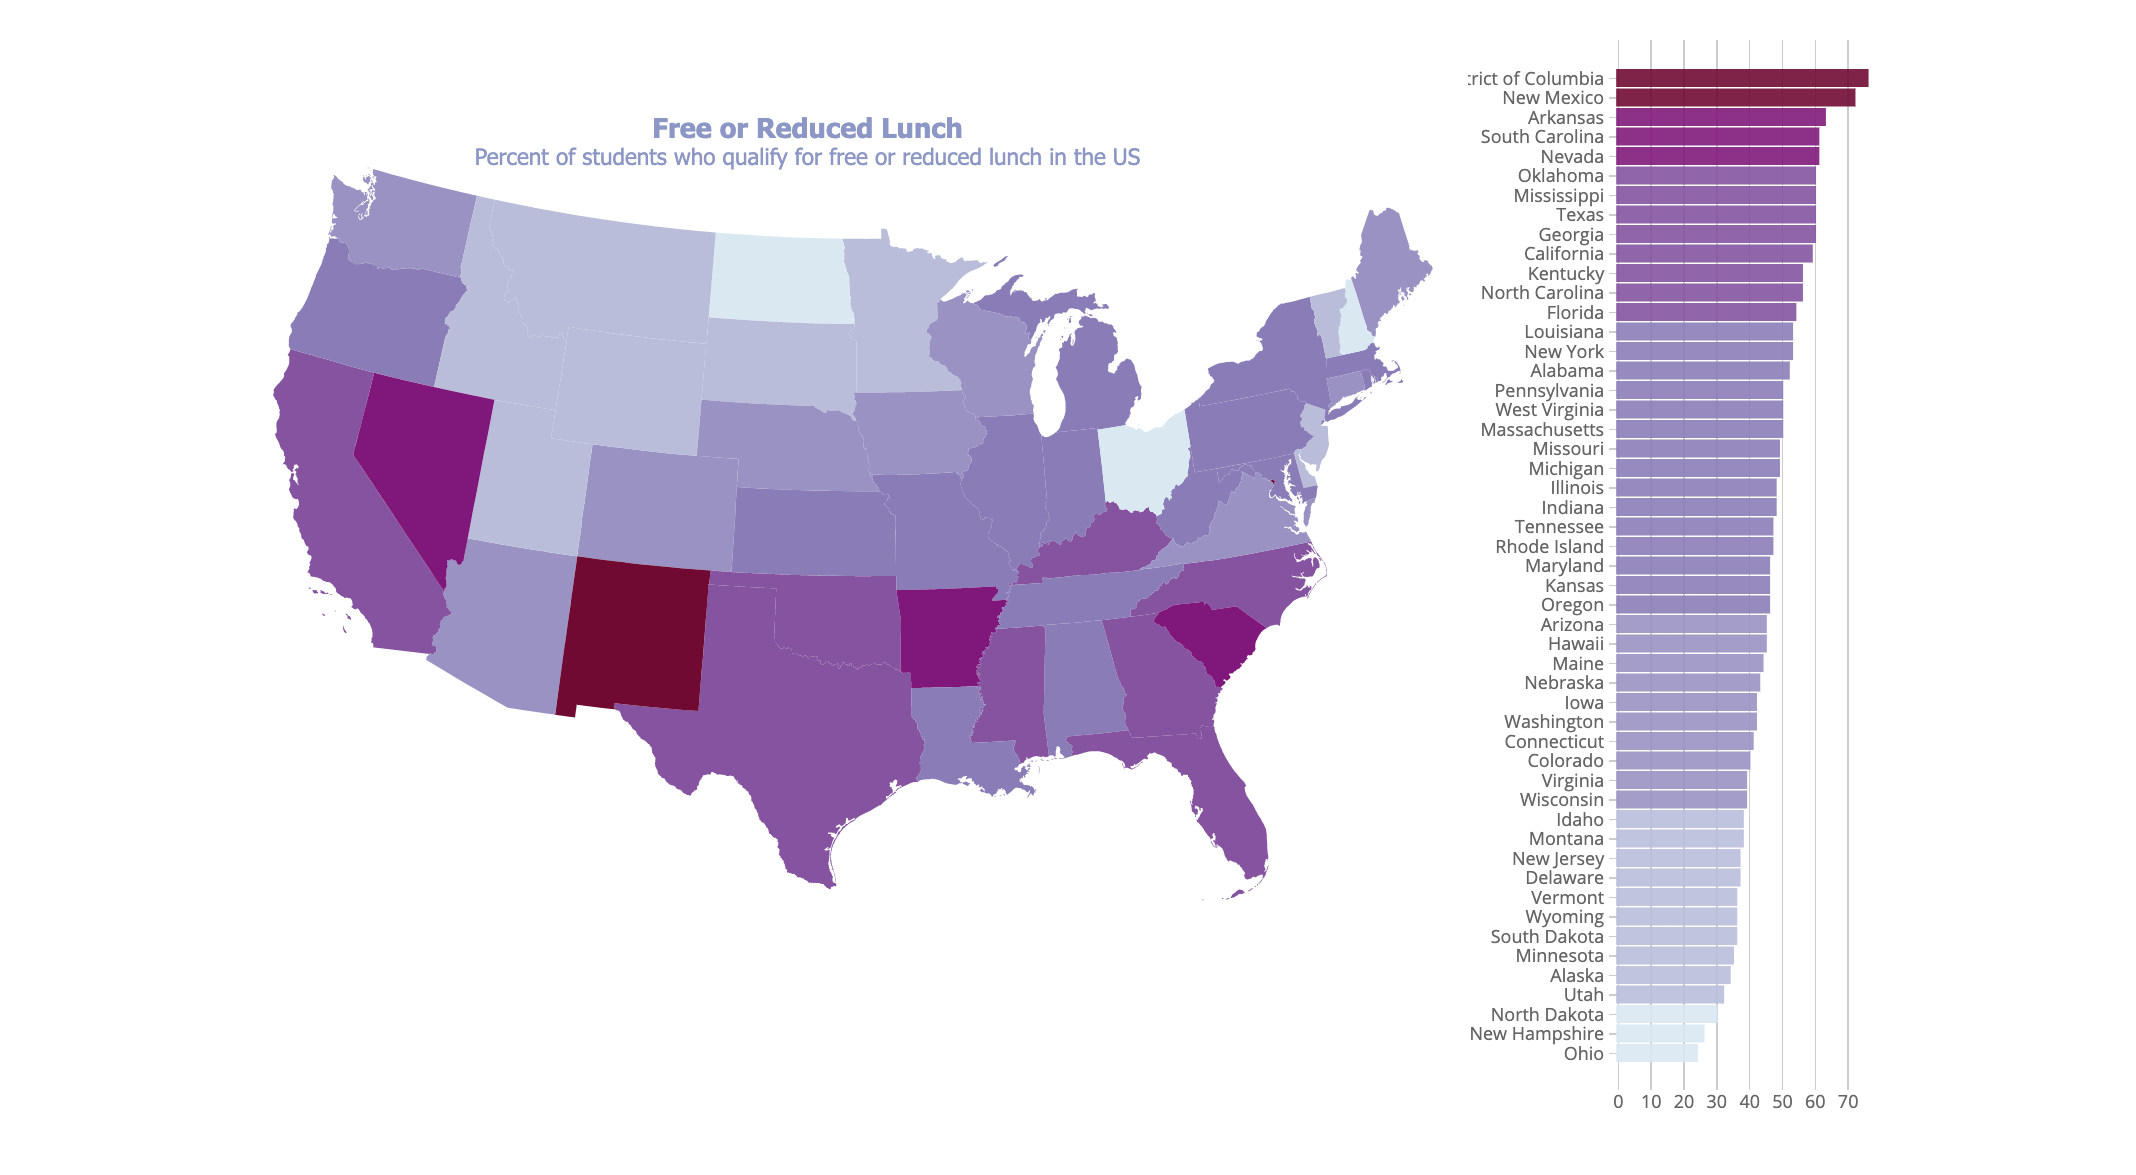 Free or Reduced Lunch
Percent of students who qualify for free or reduced lunch in the US
trict of Columbia
New Mexico
Arkansas
South Carolina
Nevada
Oklahoma
Mississippi
Texas
Georgia
California
Kentucky
North Carolina
Florida
Louisiana
New York
Alabama
Pennsylvania
West Virginia
Massachusetts
Missouri
Michigan
Illinois
Indiana
Tennessee
Rhode Island
Maryland
Kansas
Oregon
Arizona
Hawaii
Maine
Nebraska
Iowa
Washington
Connecticut
Colorado
Virginia
Wisconsin
Idaho
Montana
New Jersey
Delaware
Vermont
Wyoming
South Dakota
Minnesota
Alaska
Utah
North Dakota
New Hampshire
Ohio
0 10 20 30 40 50 60 70